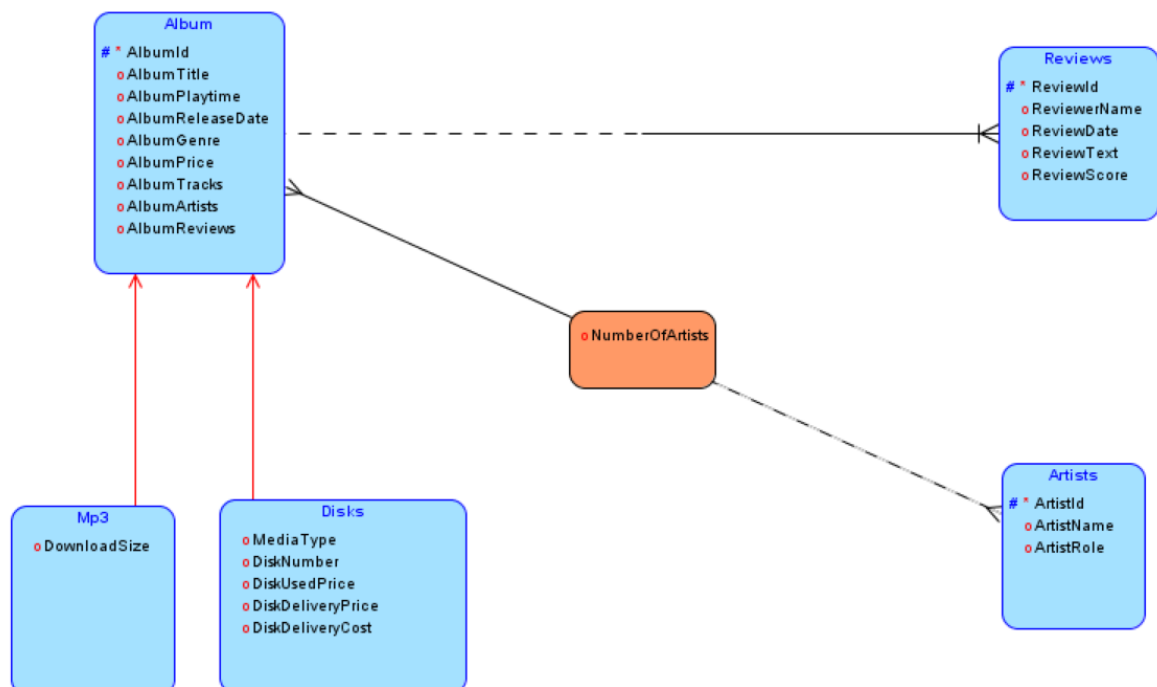 Album
# * AlbumId
o AlbumTitle
o AlbumPlaytime
o AlbumReleaseDate
o AlbumGenre
o AlbumPrice
o AlbumTracks
o AlbumArtists
o AlbumReviews
Reviews
# * ReviewId
o ReviewerName
o ReviewDate
o ReviewText
o ReviewScore
o NumberOfArtists
Mp3
o DownloadSize
Disks
o MediaType
o DiskNumber
o DiskUsedPrice
o DiskDeliveryPrice
o DiskDeliveryCost
Artists
# * ArtistId
o ArtistName
o ArtistRole